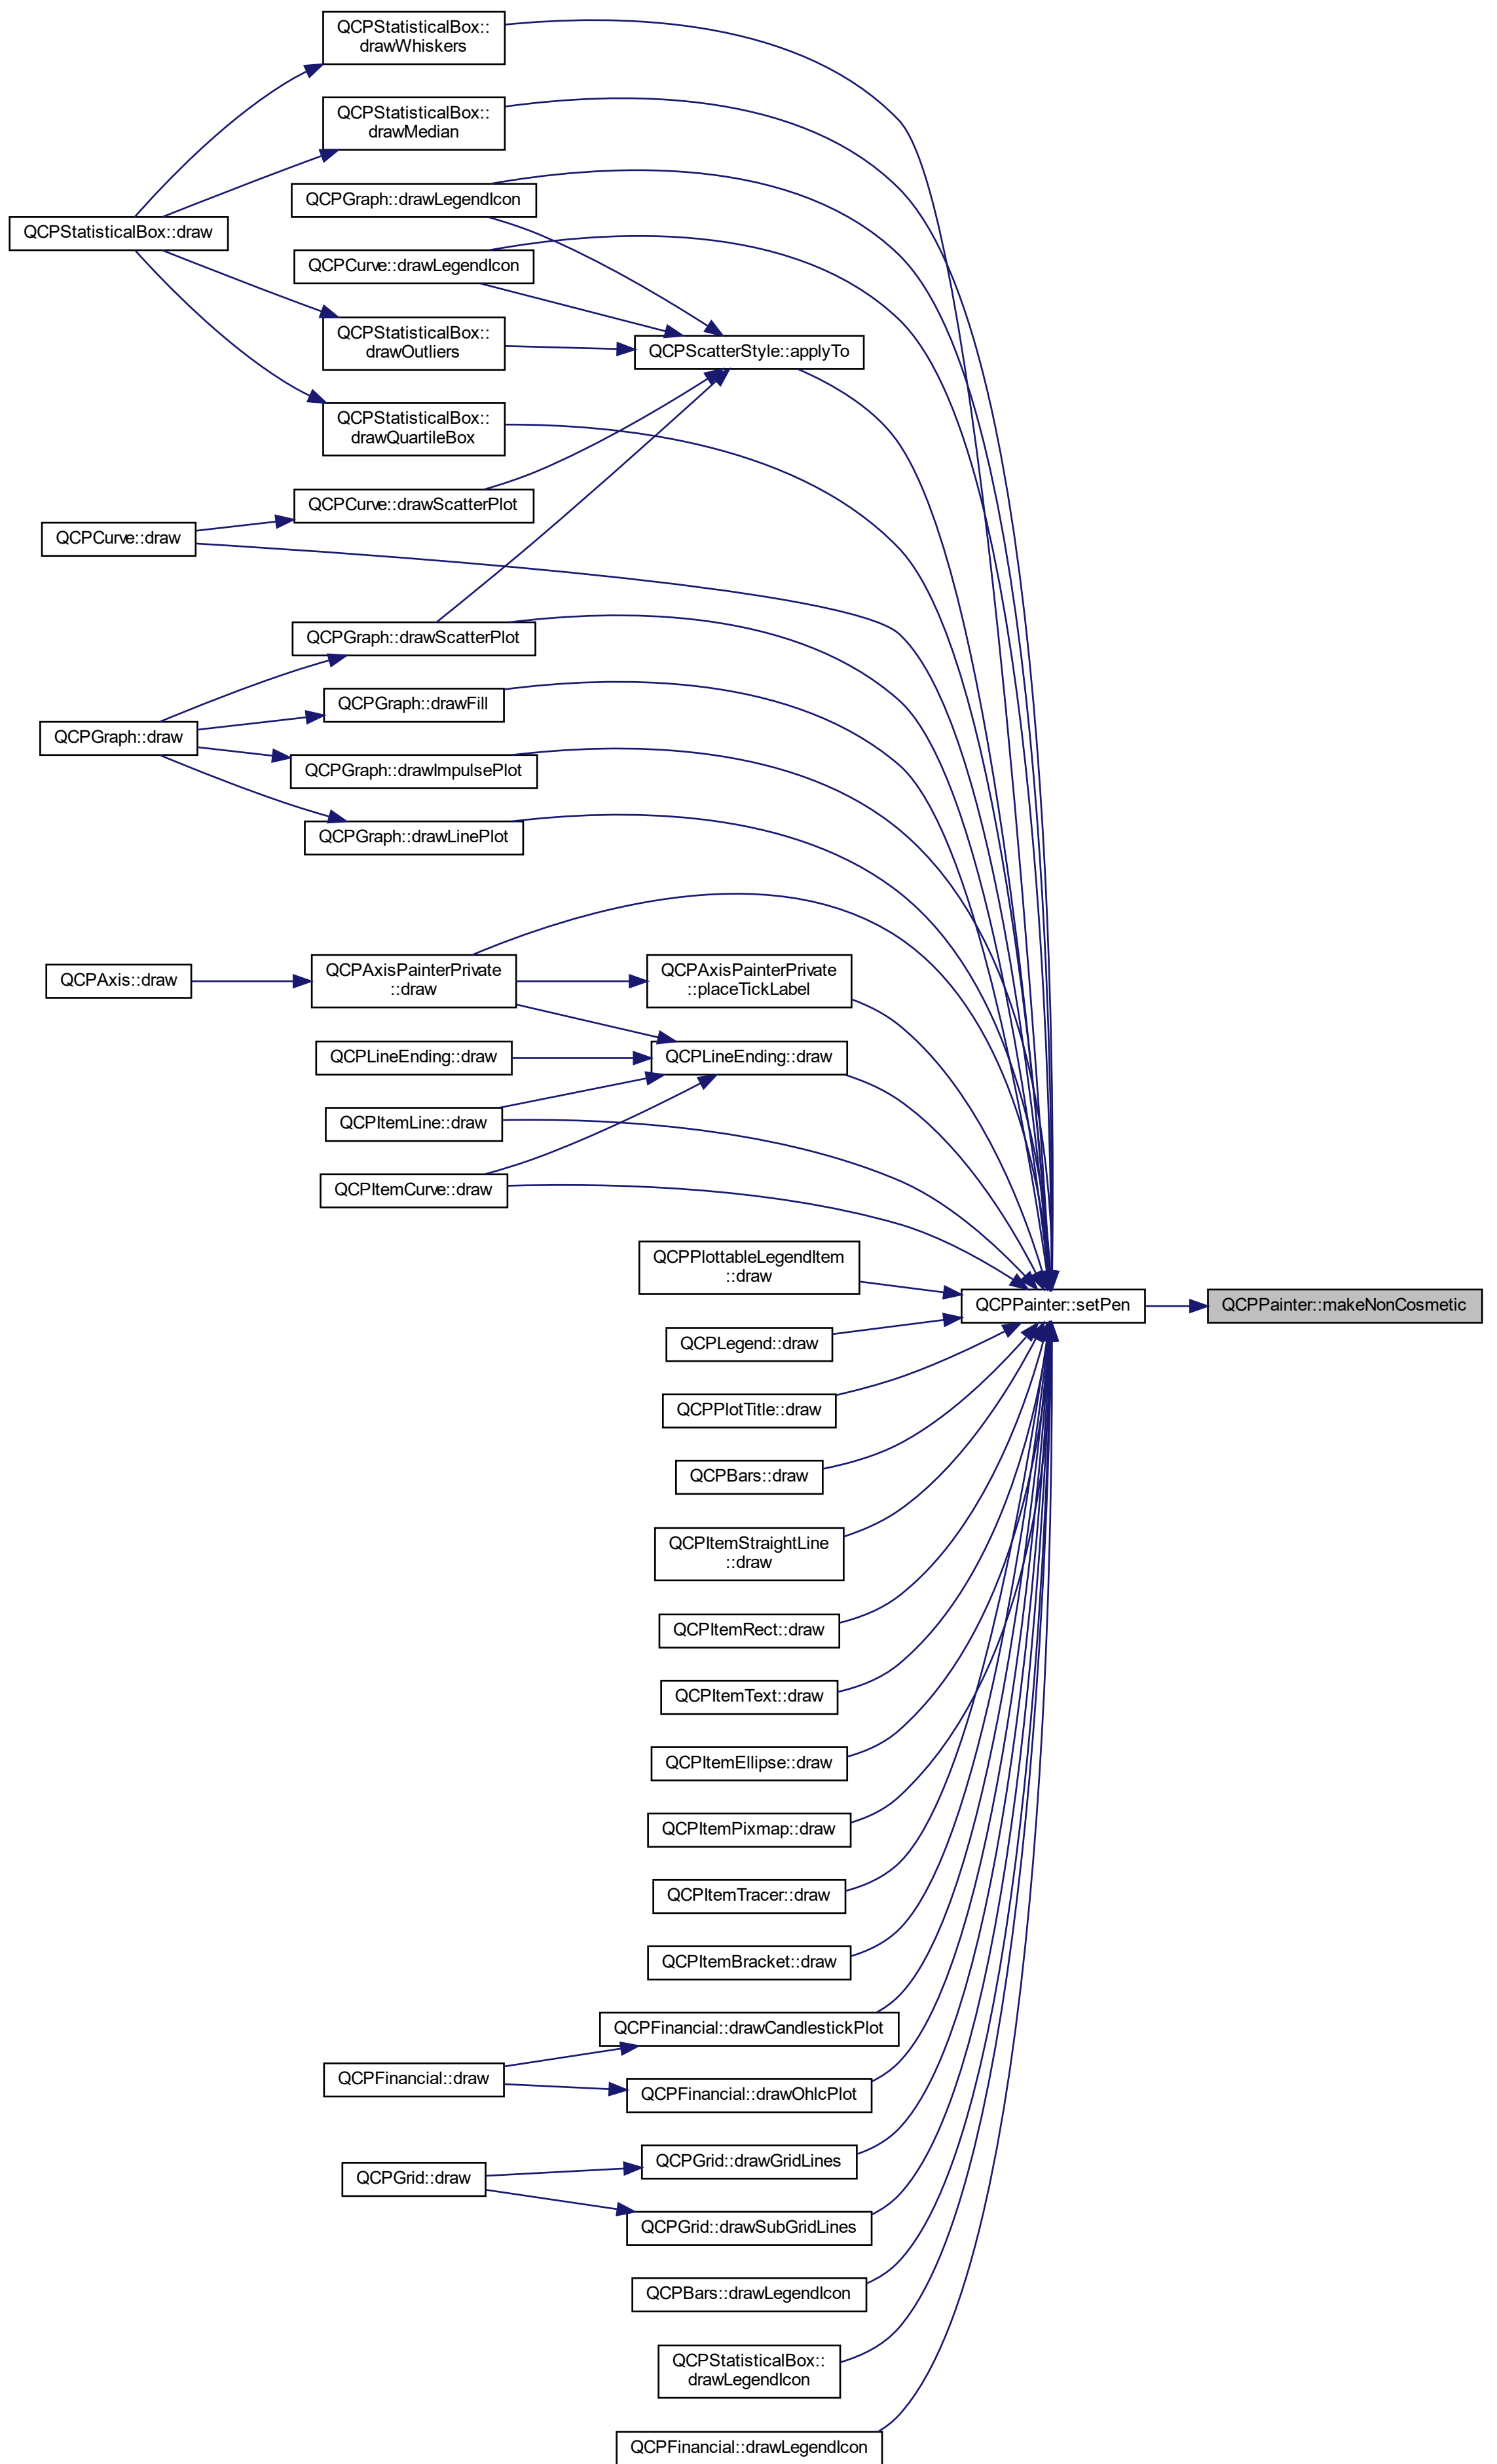 QCPStatisticalBox::
drawWhiskers
QCPStatisticalBox::
drawMedian
QCPGraph::drawLegendIcon
QCPStatisticalBox::draw
QCPCurve::drawLegendIcon
QCPStatisticalBox::
drawOutliers
QCPScatterStyle::applyTo
QCPStatisticalBox::
drawQuartileBox
QCPCurve::drawScatterPlot
QCPCurve::draw
QCPGraph::drawScatterPlot
QCPGraph::drawFill
QCPGraph::draw
QCPGraph::drawImpulsePlot
QCPGraph::drawLinePlot
QCPAxis::draw
QCPAxisPainterPrivate
::draw
QCPAxisPainterPrivate
::placeTickLabel
QCPLineEnding::draw
QCPLineEnding::draw
QCPItemLine::draw
QCPItemCurve::draw
QCPPlottableLegendItem
::draw
QCPPainter::setPen
QCPPainter::makeNonCosmetic
QCPLegend::draw
QCPPlotTitle::draw
QCPBars::draw
QCPItemStraightLine
::draw
QCPItemRect::draw
QCPItemText::draw
QCPItemEllipse::draw
QCPItemPixmap::draw
QCPItemTracer::draw
QCPItemBracket::draw
QCPFinancial::drawCandlestickPlot
QCPFinancial::draw
QCPFinancial::drawOhlcPlot
QCPGrid::drawGridLines
QCPGrid::draw
QCPGrid::drawSubGridLines
QCPBars::drawLegendIcon
QCPStatisticalBox::
drawLegendIcon
QCPFinancial::drawLegendIcon